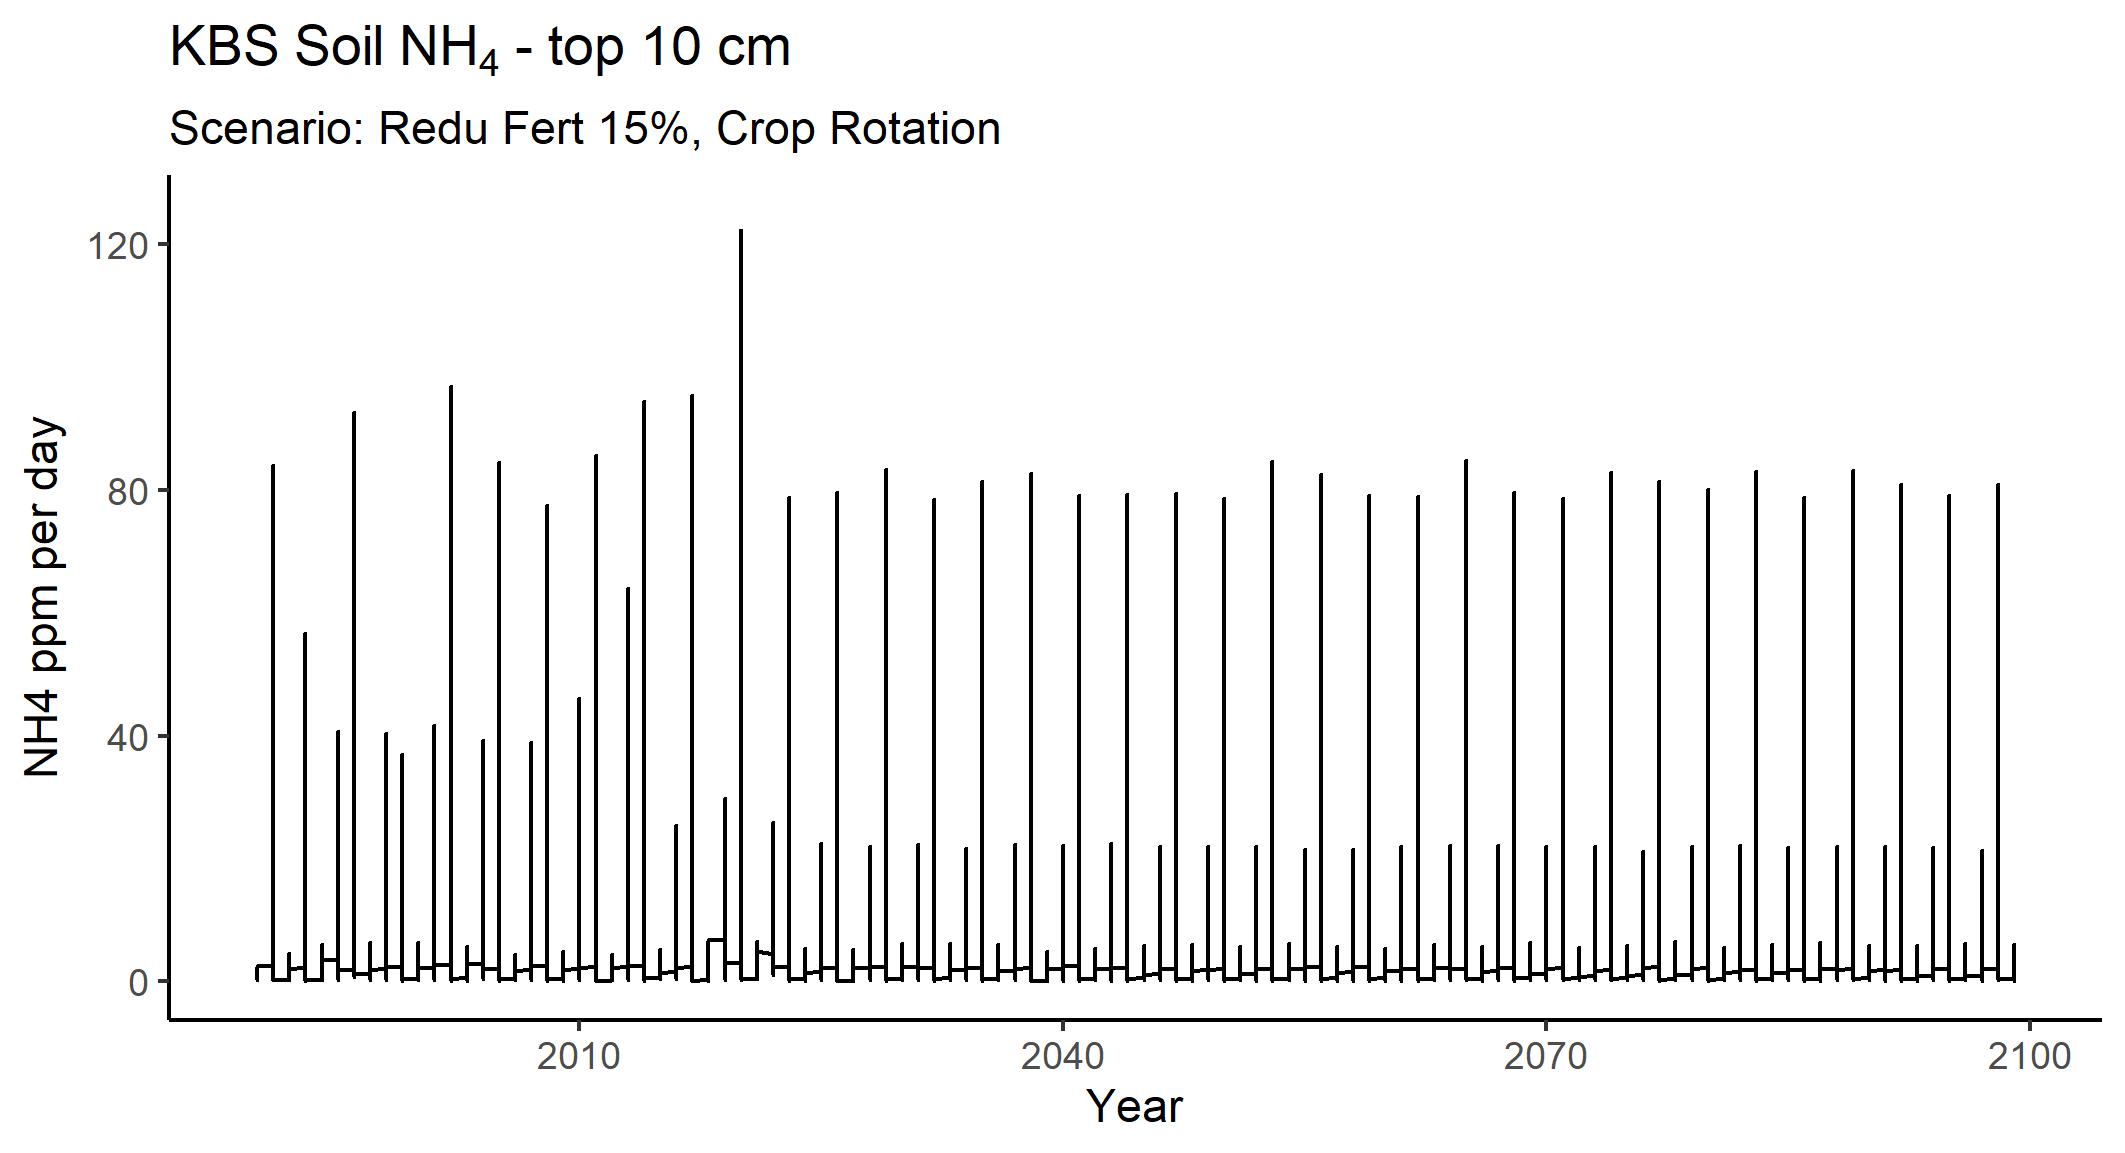 KBS Soil NH₄ - top 10 cm
Scenario: Redu Fert 15%, Crop Rotation
NH4 ppm per day
120
80
40
0
2010 2040 2070 2100
Year